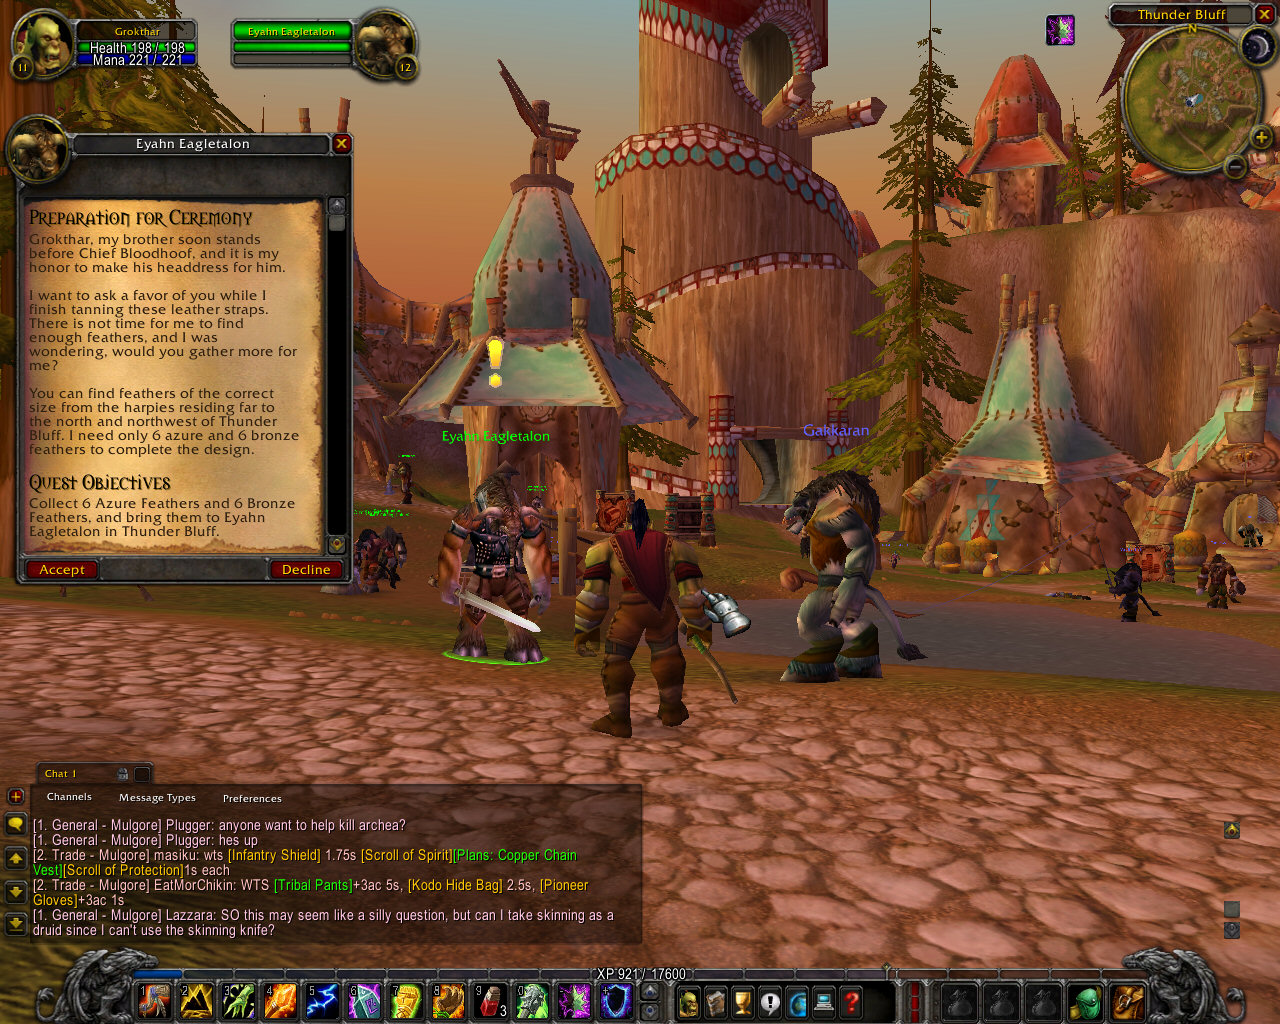 Grokthar
Health 198 / 198
Mana 221 / 221
11
Eyahn Eagletalon
12
Thunder Bluff
N
Eyahn Eagletalon
Preparation for Ceremony
Grokthar, my brother soon stands
before Chief Bloodhoof, and it is my
honor to make his headdress for him.
I want to ask a favor of you while I
finish tanning these leather straps.
There is not time for me to find
enough feathers, and I was
wondering, would you gather more for
me?
You can find feathers of the correct
size from the harpies residing far to
the north and northwest of Thunder
Bluff. I need only 6 azure and 6 bronze
feathers to complete the design.
Quest Objectives
Collect 6 Azure Feathers and 6 Bronze
Feathers, and bring them to Eyahn
Eagletalon in Thunder Bluff.
Accept
Decline
Eyahn Eagletalon
Gakkaran
Chat 1
Channels
Message Types
Preferences
[1. General - Mulgore] Plugger: anyone want to help kill archea?
[1. General - Mulgore] Plugger: hes up
[2. Trade - Mulgore] masiku: wts [Infantry Shield] 1.75s [Scroll of Spirit][Plans: Copper Chain
Vest][Scroll of Protection]1s each
[2. Trade - Mulgore] EatMorChikin: WTS [Tribal Pants]+3ac 5s, [Kodo Hide Bag] 2.5s, [Pioneer
Gloves]+3ac 1s
[1. General - Mulgore] Lazzara: SO this may seem like a silly question, but can I take skinning as a
druid since I can't use the skinning knife?
XP 921 / 17600
1
2
3
4
5
6
7
8
9
3
0
-
+